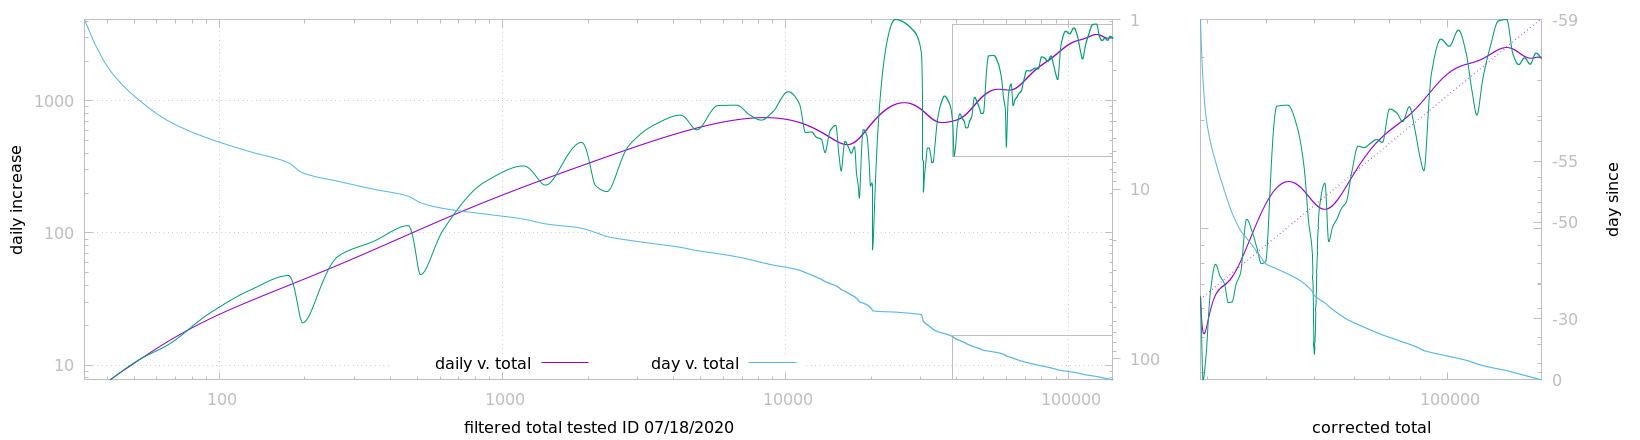 1
-59
1000
daily increase
-55
day since
10
-50
100
-30
10
daily v. total
day v. total
100
0
100
1000
10000
100000
100000
filtered total tested ID 07/18/2020
corrected total